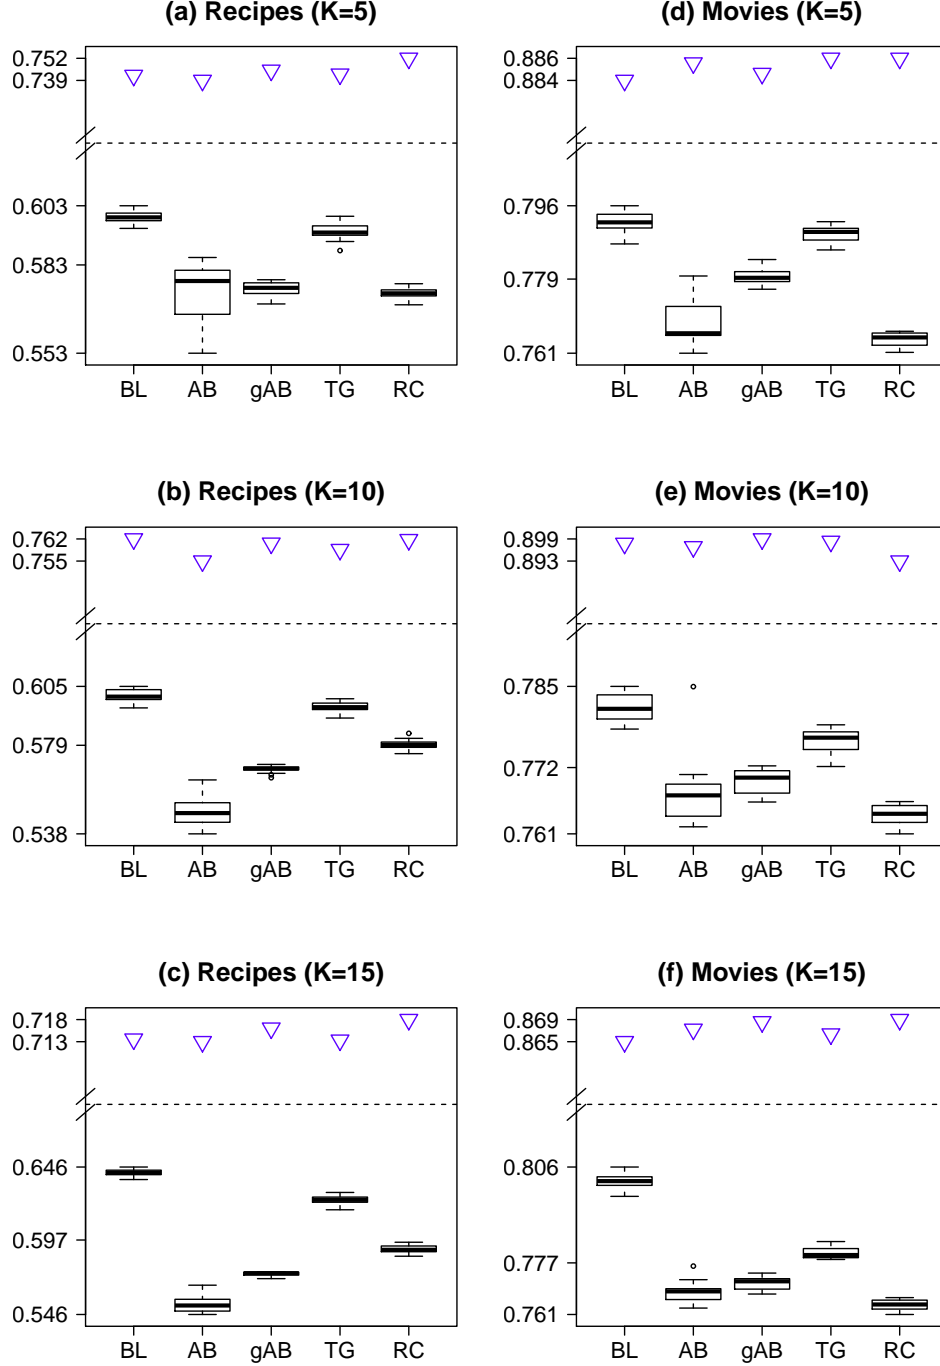 (a) Recipes (K=5)
0.752
0.739
0.603
0.583
0.553
BL AB gAB TG RC
(d) Movies (K=5)
0.886
0.884
0.796
0.779
0.761
BL AB gAB TG RC
(b) Recipes (K=10)
0.762
0.755
0.605
0.579
0.538
BL AB gAB TG RC
(e) Movies (K=10)
0.899
0.893
0.785
0.772
0.761
BL AB gAB TG RC
(c) Recipes (K=15)
0.718
0.713
0.646
0.597
0.546
BL AB gAB TG RC
(f) Movies (K=15)
0.869
0.865
0.806
0.777
0.761
BL AB gAB TG RC